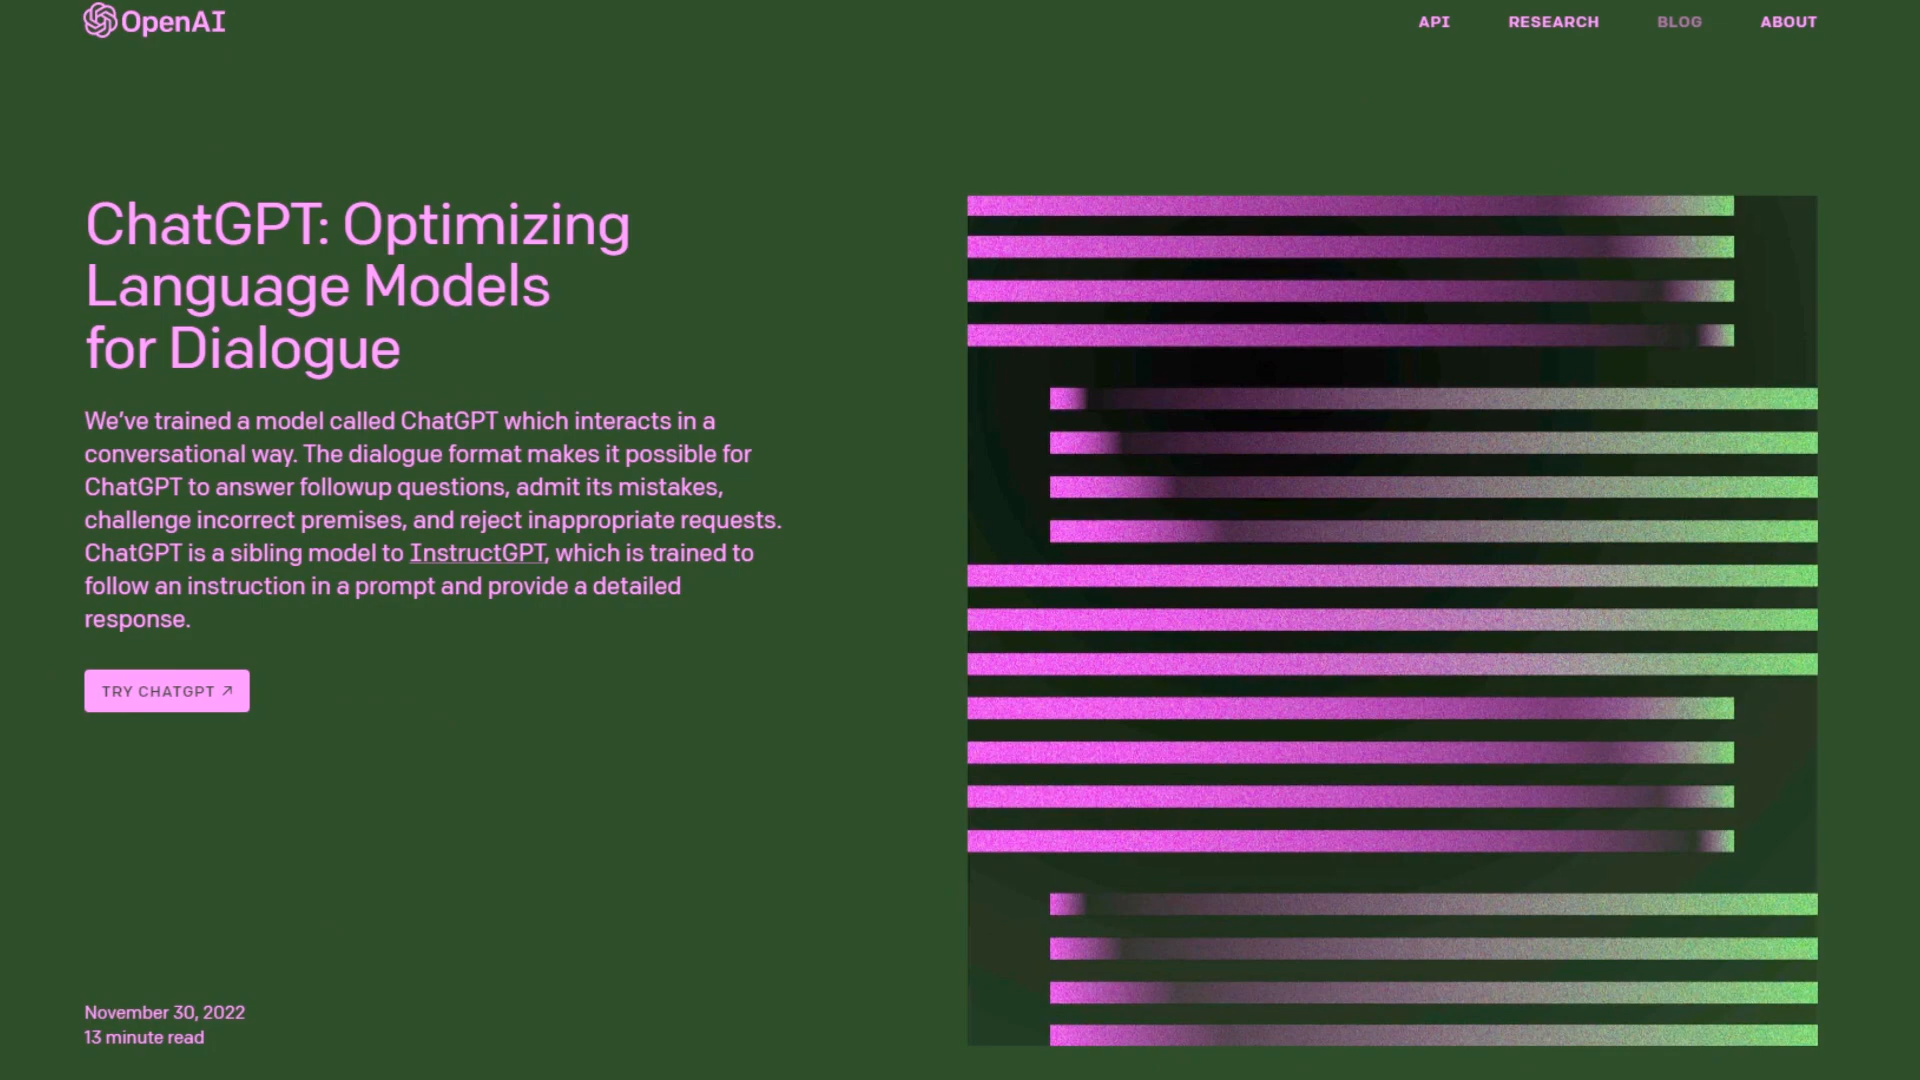 OpenAI
API RESEARCH BLOG ABOUT
ChatGPT: Optimizing
Language Models
for Dialogue
We’ve trained a model called ChatGPT which interacts in a
conversational way. The dialogue format makes it possible for
ChatGPT to answer followup questions, admit its mistakes,
challenge incorrect premises, and reject inappropriate requests.
ChatGPT is a sibling model to InstructGPT, which is trained to
follow an instruction in a prompt and provide a detailed
response.
TRY CHATGPT ↗
November 30, 2022
13 minute read